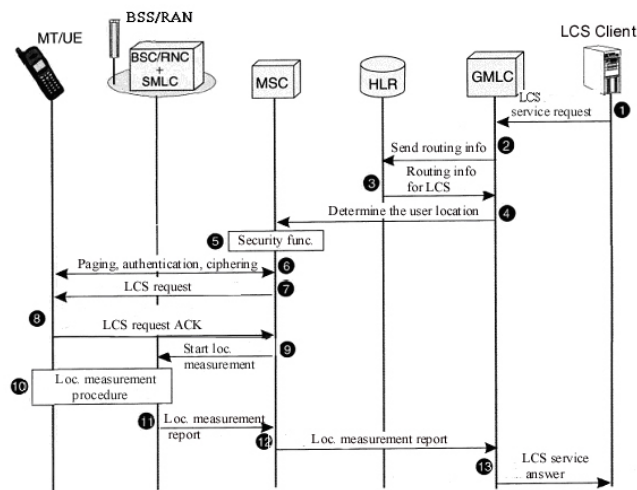 BSS/RAN
MT/UE
LCS Client
BSC/RNC
+
SMLC
MSC
HLR
GMLC
LCS
service request
1
Send routing info
2
3
Routing info
for LCS
Determine the user location
4
5
Security func.
Paging, authentication, ciphering
6
LCS request
7
8
LCS request ACK
Start loc.
measurement
9
10
Loc. measurement
procedure
11
Loc. measurement
report
12
Loc. measurement report
13
LCS service
answer